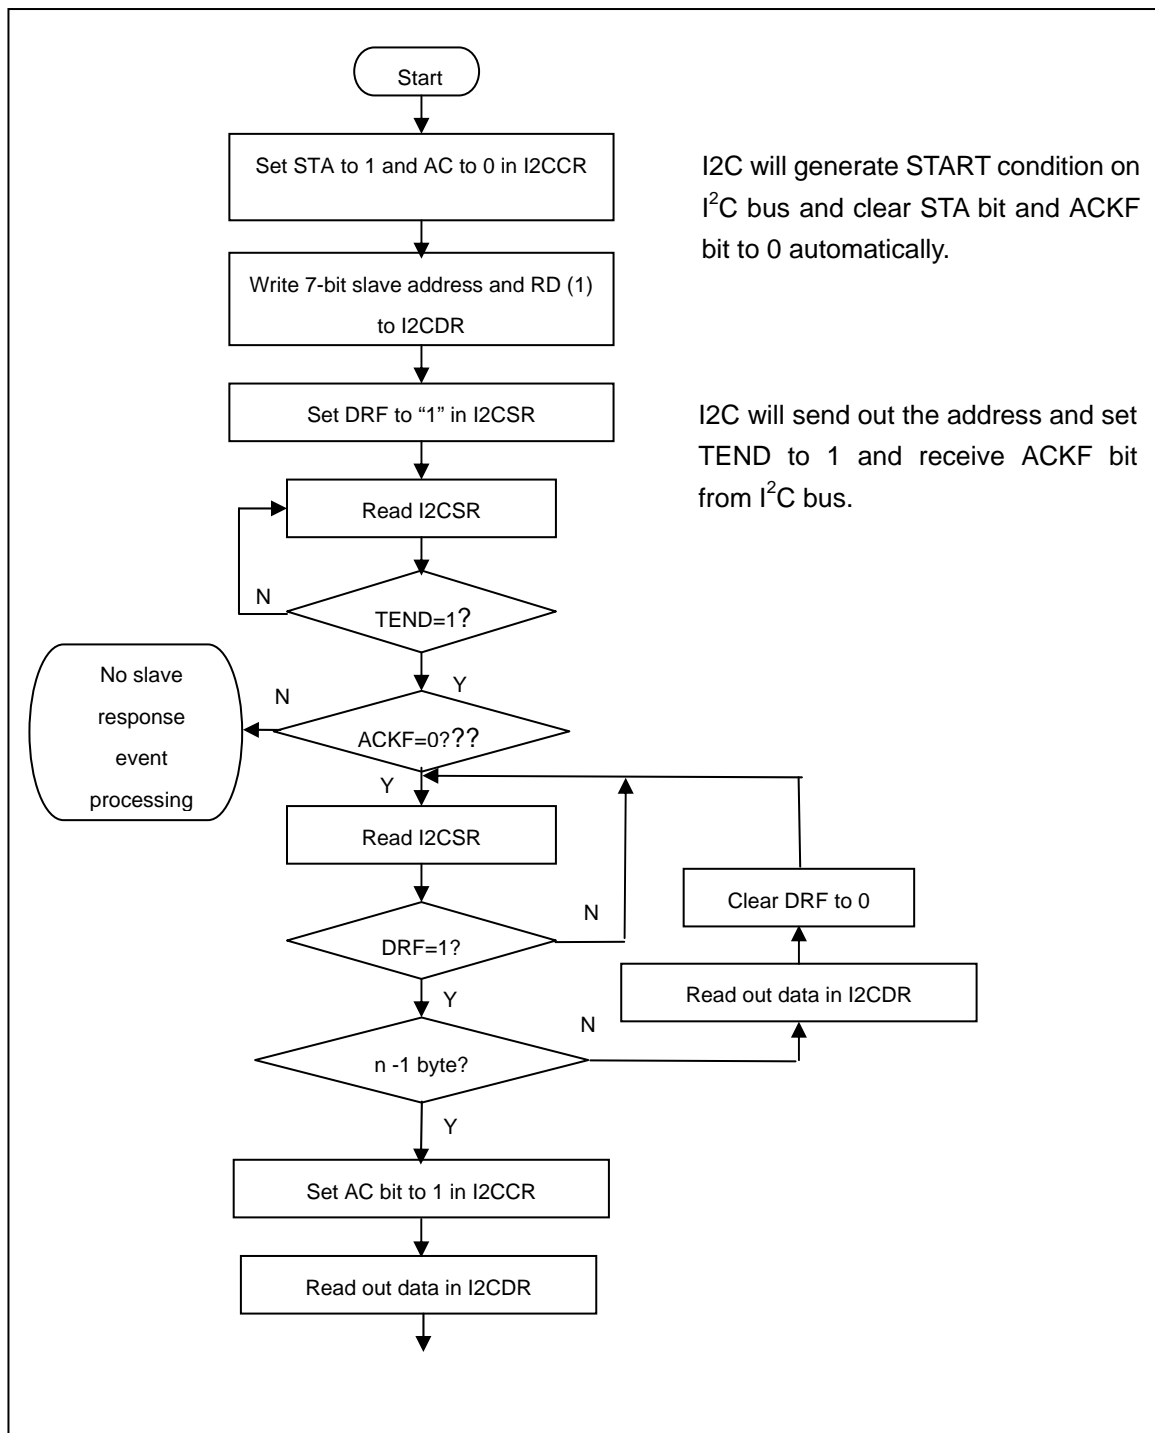 Start
Set STA to 1 and AC to 0 in I2CCR
I2C will generate START condition on
I²C bus and clear STA bit and ACKF
bit to 0 automatically.
Write 7-bit slave address and RD (1)
to I2CDR
Set DRF to “1” in I2CSR
I2C will send out the address and set
TEND to 1 and receive ACKF bit
from I²C bus.
Read I2CSR
N
TEND=1?
Y
No slave
response
event
processing
N
ACKF=0???
Y
Read I2CSR
Clear DRF to 0
N
DRF=1?
Read out data in I2CDR
Y
N
n -1 byte?
Y
Set AC bit to 1 in I2CCR
Read out data in I2CDR